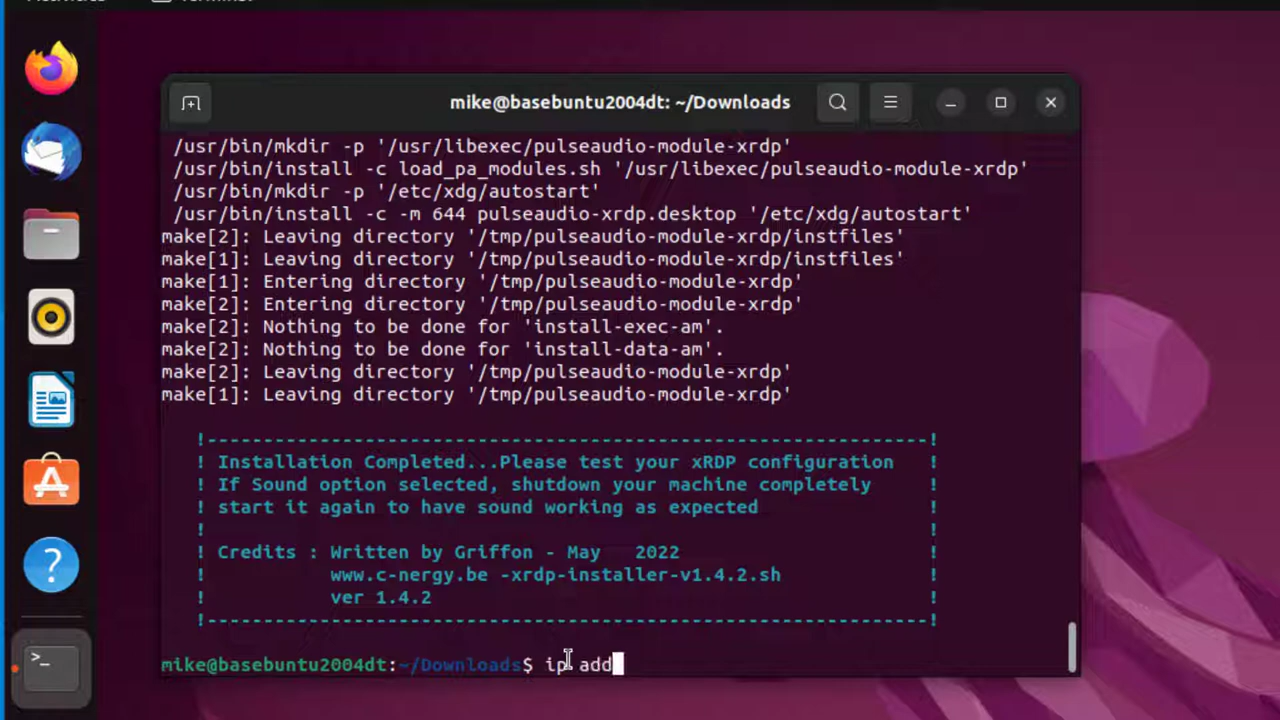 mike@basebuntu2004dt: ~/Downloads
/usr/bin/mkdir -p '/usr/libexec/pulseaudio-module-xrdp'
/usr/bin/install -c load_pa_modules.sh '/usr/libexec/pulseaudio-module-xrdp'
/usr/bin/mkdir -p '/etc/xdg/autostart'
/usr/bin/install -c -m 644 pulseaudio-xrdp.desktop '/etc/xdg/autostart'
make[2]: Leaving directory '/tmp/pulseaudio-module-xrdp/instfiles'
make[1]: Leaving directory '/tmp/pulseaudio-module-xrdp/instfiles'
make[1]: Entering directory '/tmp/pulseaudio-module-xrdp'
make[2]: Entering directory '/tmp/pulseaudio-module-xrdp'
make[2]: Nothing to be done for 'install-exec-am'.
make[2]: Nothing to be done for 'install-data-am'.
make[2]: Leaving directory '/tmp/pulseaudio-module-xrdp'
make[1]: Leaving directory '/tmp/pulseaudio-module-xrdp'
!----------------------------------------------------------------!
! Installation Completed...Please test your xRDP configuration !
! If Sound option selected, shutdown your machine completely !
! start it again to have sound working as expected !
! !
! Credits : Written by Griffon - May 2022 !
! www.c-nergy.be -xrdp-installer-v1.4.2.sh !
! ver 1.4.2 !
!----------------------------------------------------------------!
mike@basebuntu2004dt:~/Downloads$ ip add